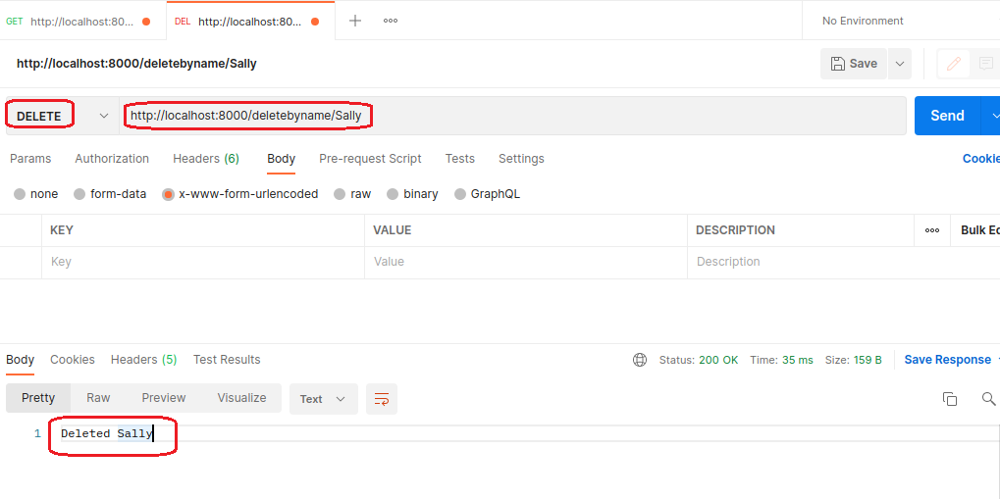 GET http://localhost:80... DEL http://localhost:80... No Environment
http://localhost:8000/deletebyname/Sally Save
DELETE http://localhost:8000/deletebyname/Sally Send
Params Authorization Headers (6) Body Pre-request Script Tests Settings Cookie
none form-data x-www-form-urlencoded raw binary GraphQL
KEY VALUE DESCRIPTION Bulk Ed
Key Value Description
Body Cookies Headers (5) Test Results Status: 200 OK Time: 35 ms Size: 159 B Save Response
Pretty Raw Preview Visualize Text
1 Deleted Sally